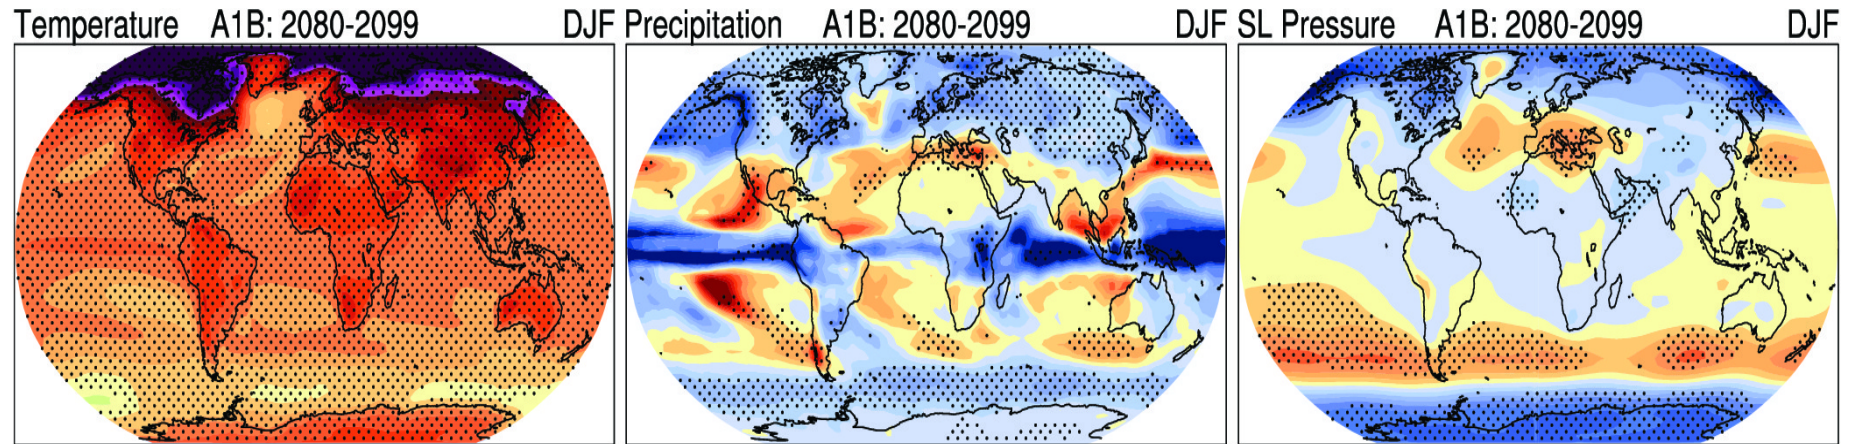 Temperature A1B: 2080-2099 DJF
Precipitation A1B: 2080-2099 DJF
SL Pressure A1B: 2080-2099 DJF